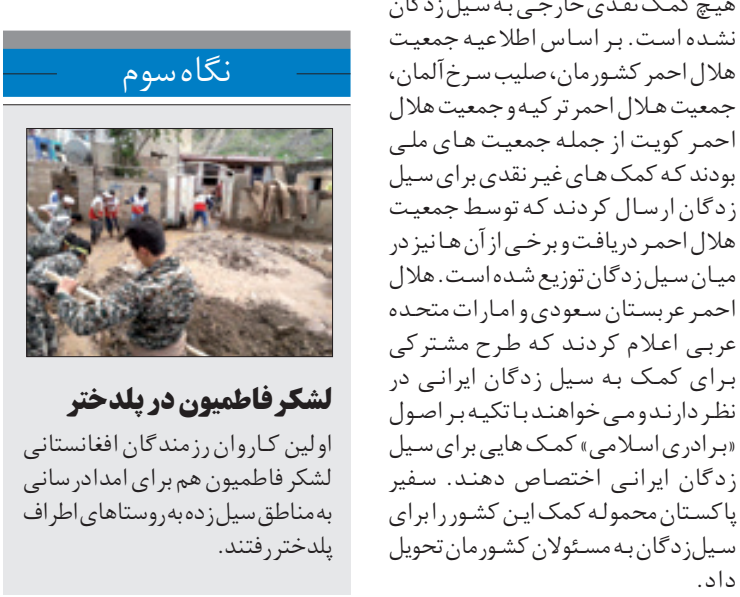 هیچ کمک نقدی خارجی به سیل زدگان
نشده است. بر اساس اطلاعیه جمعیت
هلال احمر کشورمان، صلیب سرخ آلمان،
جمعیت هلال احمر ترکیه و جمعیت هلال
احمر کویت از جمله جمعیت های ملی
بودند که کمک های غیر نقدی برای سیل
زدگان ارسال کردند که توسط جمعیت
هلال احمر دریافت و برخی از آن ها نیز در
میان سیل زدگان توزیع شده است. هلال
احمر عربستان سعودی و امارات متحده
عربی اعلام کردند که طرح مشترکی
برای کمک به سیل زدگان ایرانی در
نظر دارند و می خواهند با تکیه بر اصول
«برادری اسلامی» کمک هایی برای سیل
زدگان ایرانی اختصاص دهند. سفیر
پاکستان محموله کمک این کشور را برای
سیل‌زدگان به مسئولان کشورمان تحویل
داد.
نگاه سوم
لشکر فاطمیون در پلدختر
اولین کاروان رزمندگان افغانستانی
لشکر فاطمیون هم برای امدادرسانی
به مناطق سیل زده به روستاهای اطراف
پلدختر رفتند.